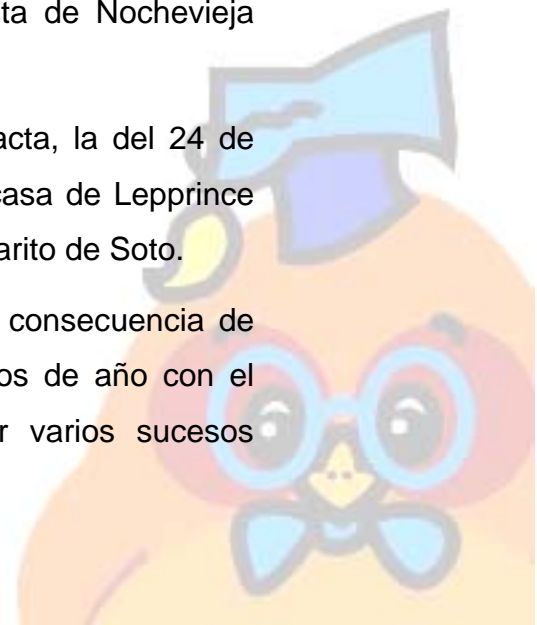 ta de Nochevieja
acta, la del 24 de
casa de Lepprince
arito de Soto.
consecuencia de
os de año con el
r varios sucesos